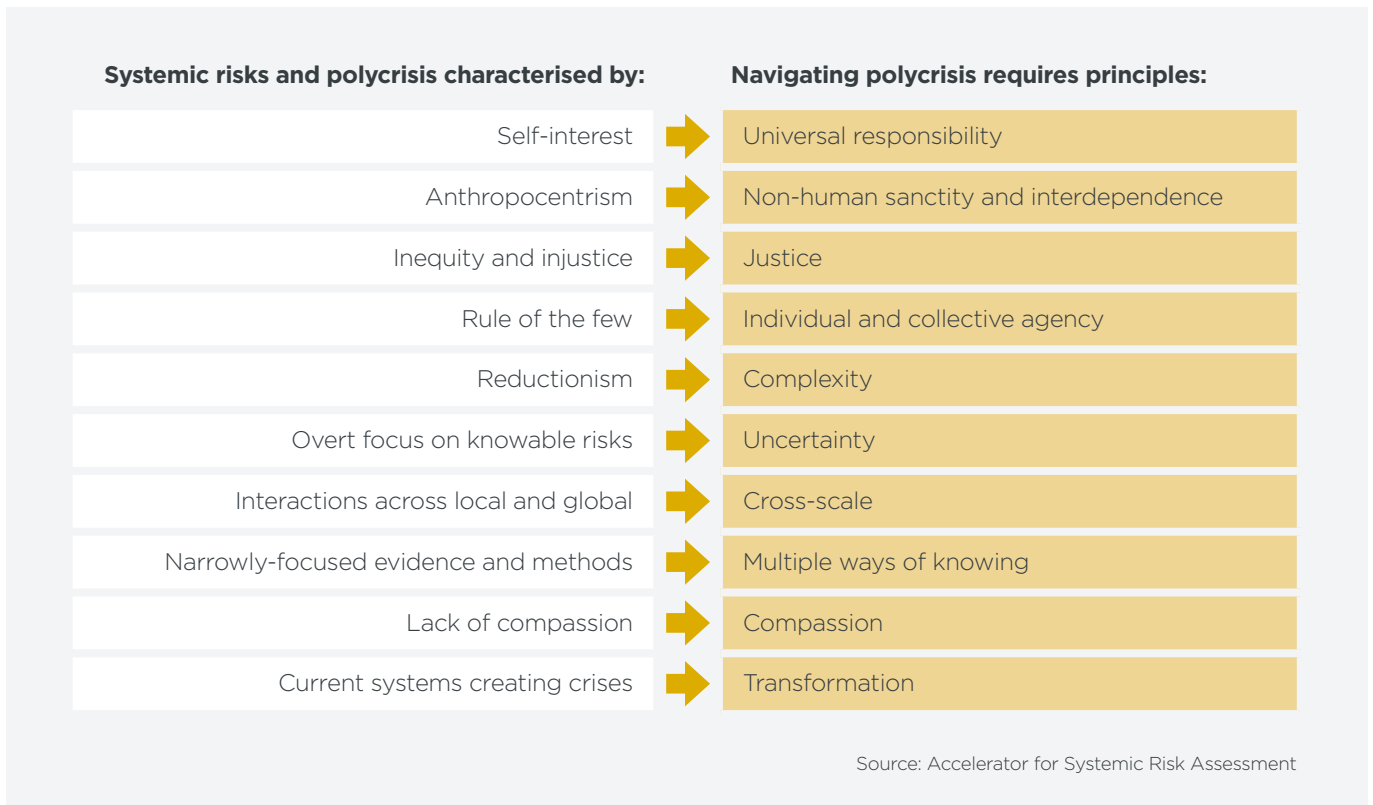 Systemic risks and polycrisis characterised by:
Navigating polycrisis requires principles:
Self-interest
Universal responsibility
Anthropocentrism
Non-human sanctity and interdependence
Inequity and injustice
Justice
Rule of the few
Individual and collective agency
Reductionism
Complexity
Overt focus on knowable risks
Uncertainty
Interactions across local and global
Cross-scale
Narrowly-focused evidence and methods
Multiple ways of knowing
Lack of compassion
Compassion
Current systems creating crises
Transformation
Source: Accelerator for Systemic Risk Assessment